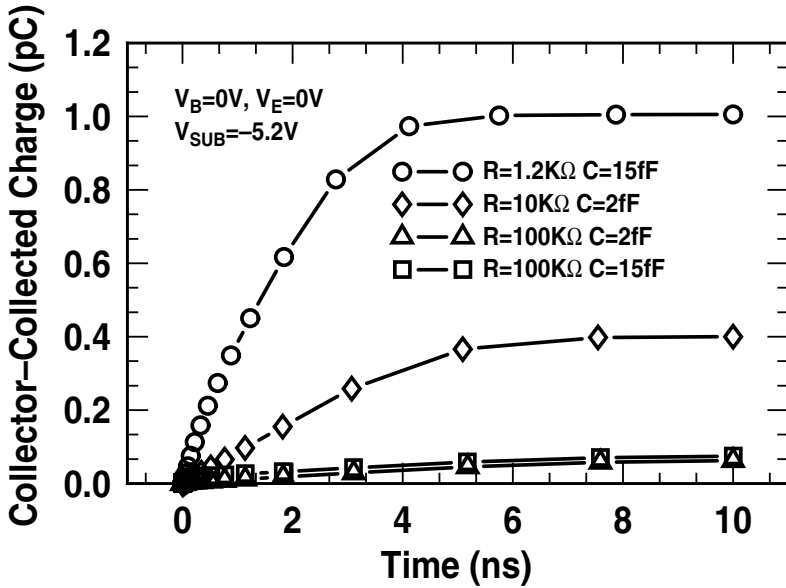 1.2
1.0
0.8
0.6
0.4
0.2
0.0
Collector–Collected Charge (pC)
V_B=0V, V_E=0V
V_SUB=–5.2V
R=1.2KΩ C=15fF
R=10KΩ C=2fF
R=100KΩ C=2fF
R=100KΩ C=15fF
0 2 4 6 8 10
Time (ns)